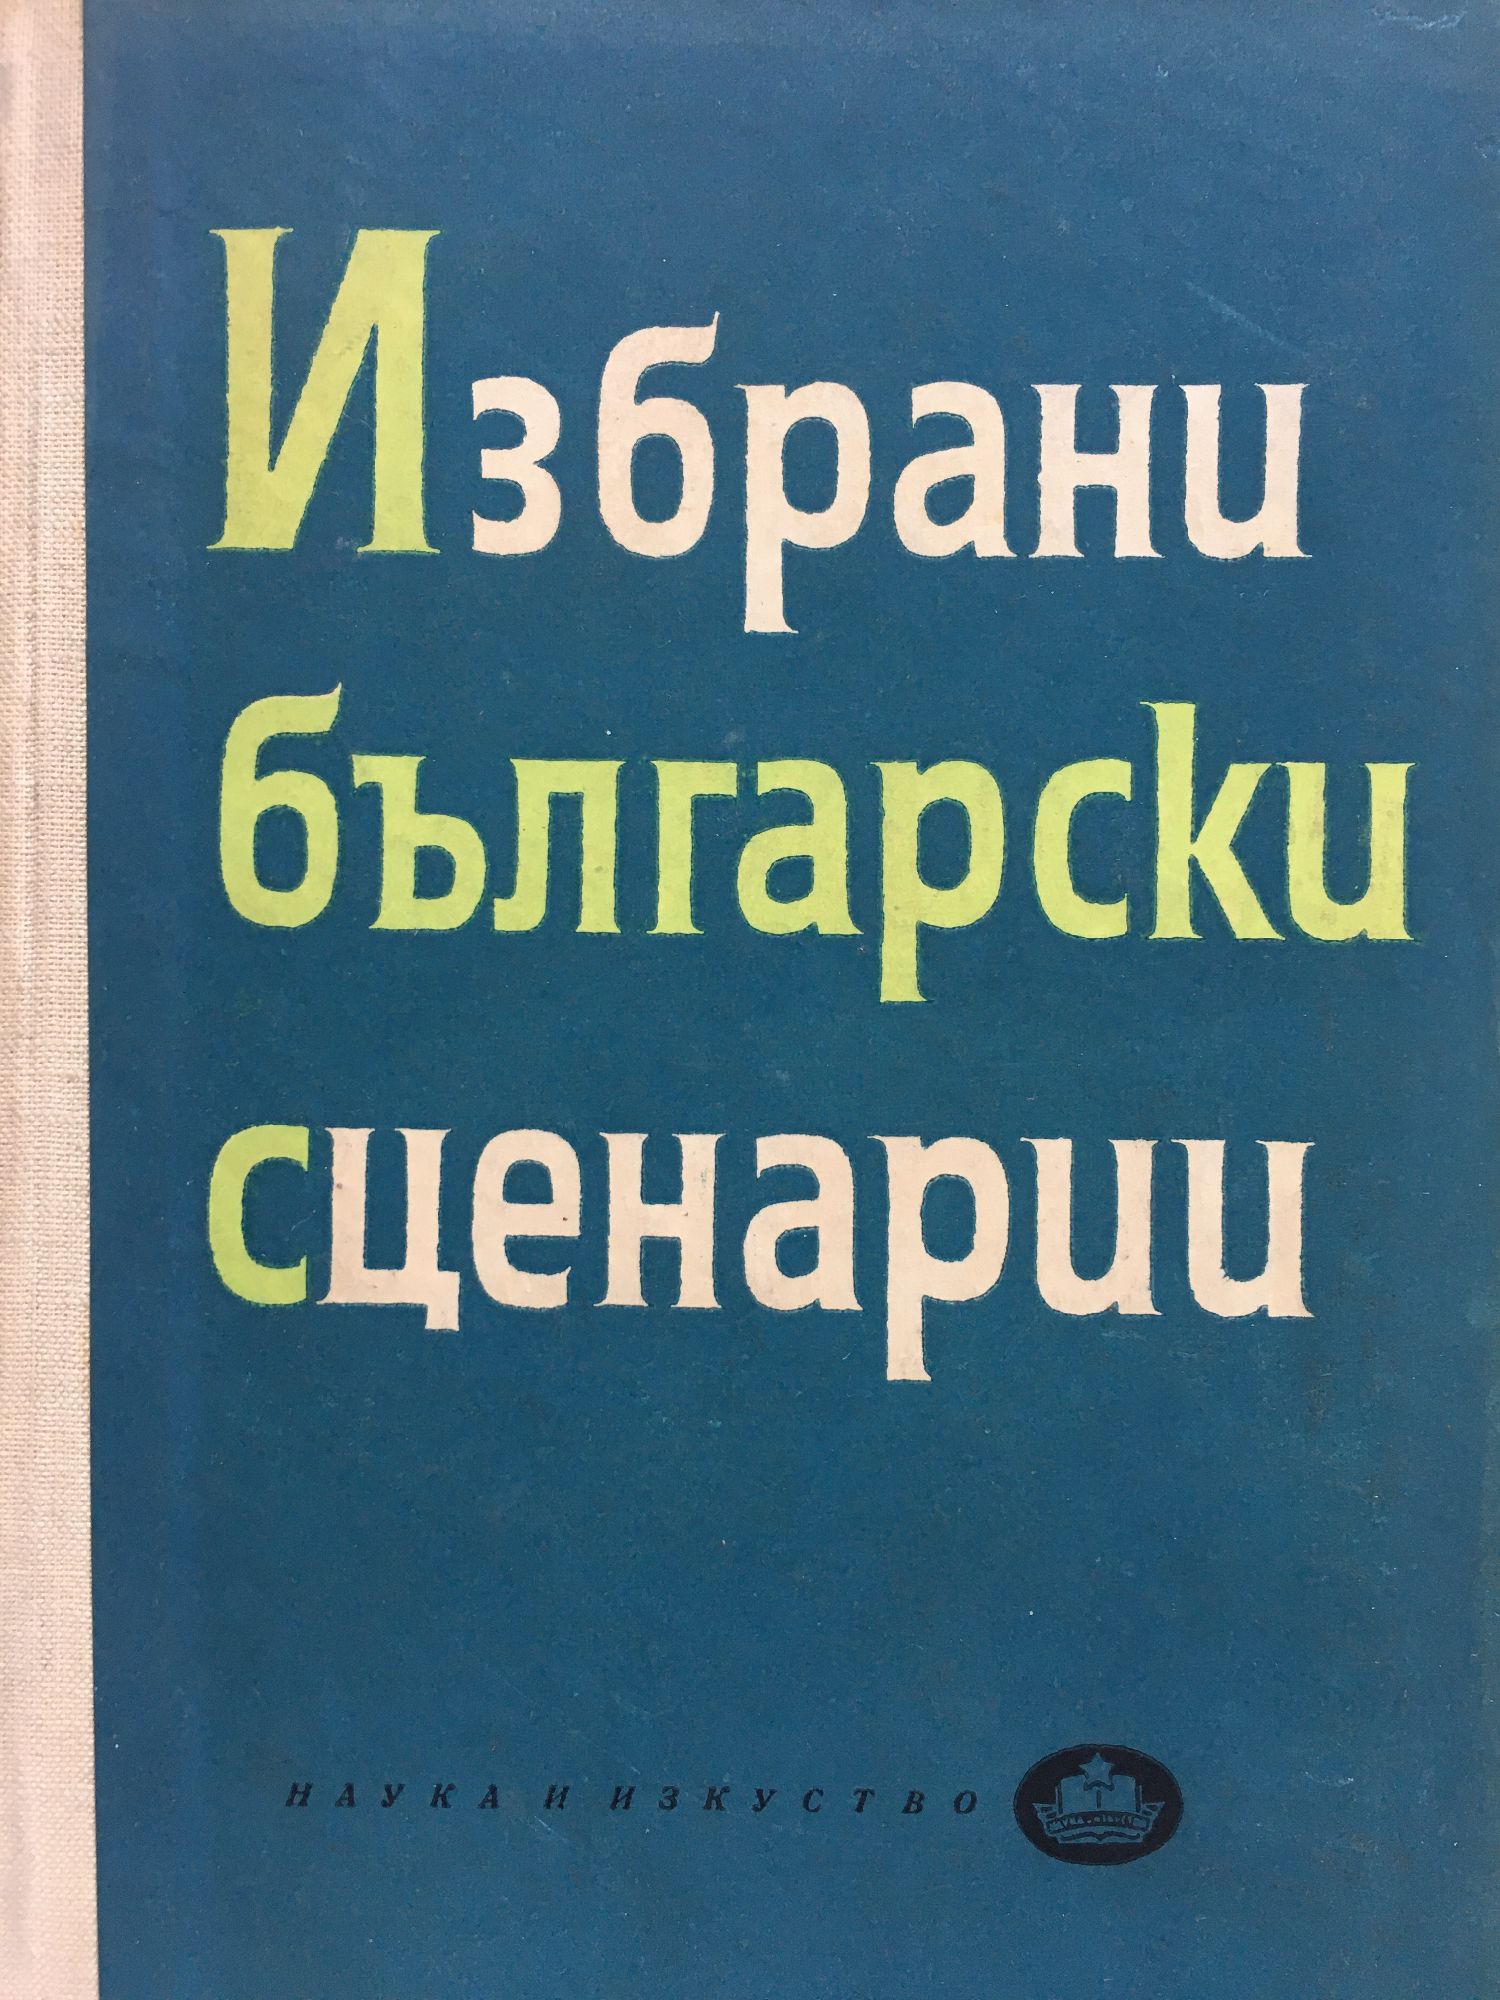 Избрани
български
сценарии
НАУКА И ИЗКУСТВО